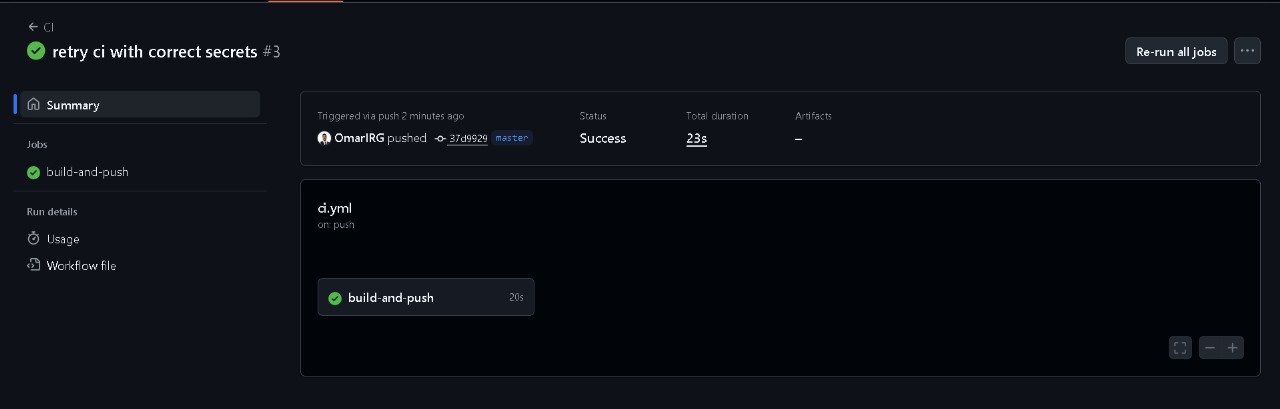 CI
retry ci with correct secrets #3
Re-run all jobs
Summary
Jobs
build-and-push
Run details
Usage
Workflow file
Triggered via push 2 minutes ago
OmarIRG pushed 37d9929 master
Status
Success
Total duration
23s
Artifacts
–
ci.yml
on: push
build-and-push 20s